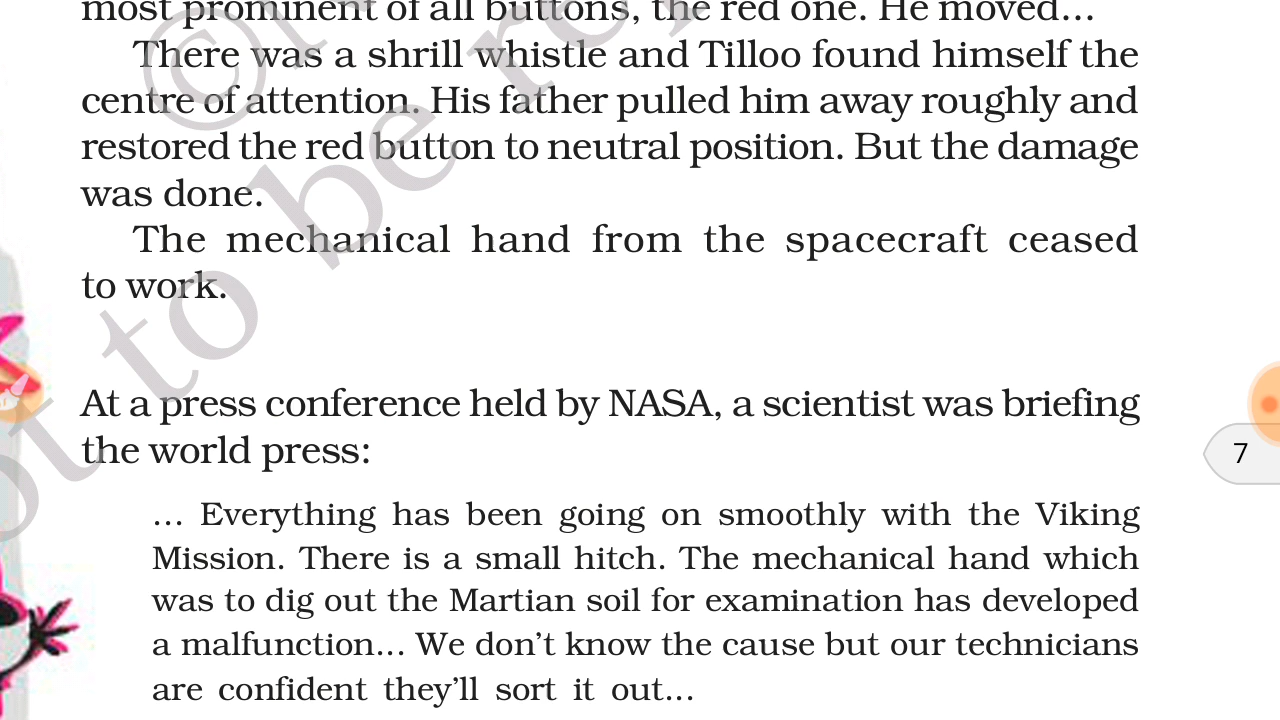 most prominent of all buttons, the red one. He moved...
There was a shrill whistle and Tilloo found himself the
centre of attention. His father pulled him away roughly and
restored the red button to neutral position. But the damage
was done.
The mechanical hand from the spacecraft ceased
to work.
At a press conference held by NASA, a scientist was briefing
the world press:
... Everything has been going on smoothly with the Viking
Mission. There is a small hitch. The mechanical hand which
was to dig out the Martian soil for examination has developed
a malfunction... We don't know the cause but our technicians
are confident they'll sort it out...
7
©
to be